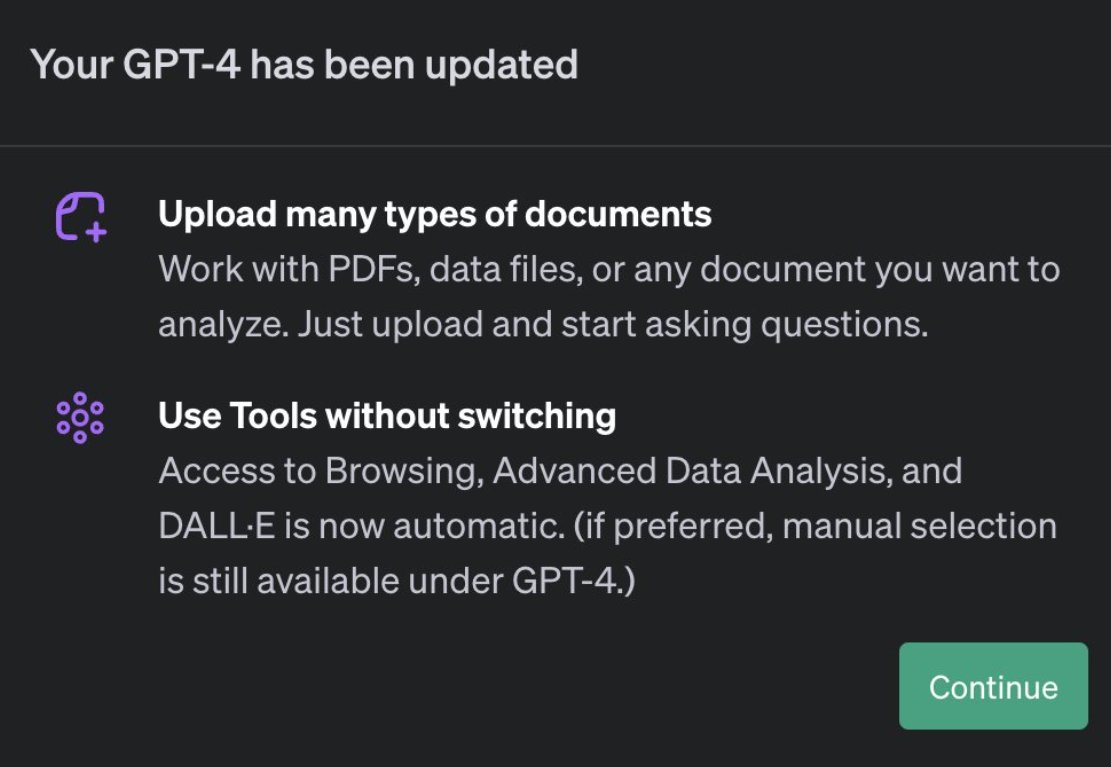 Your GPT-4 has been updated
Upload many types of documents
Work with PDFs, data files, or any document you want to
analyze. Just upload and start asking questions.
Use Tools without switching
Access to Browsing, Advanced Data Analysis, and
DALL·E is now automatic. (if preferred, manual selection
is still available under GPT-4.)
Continue